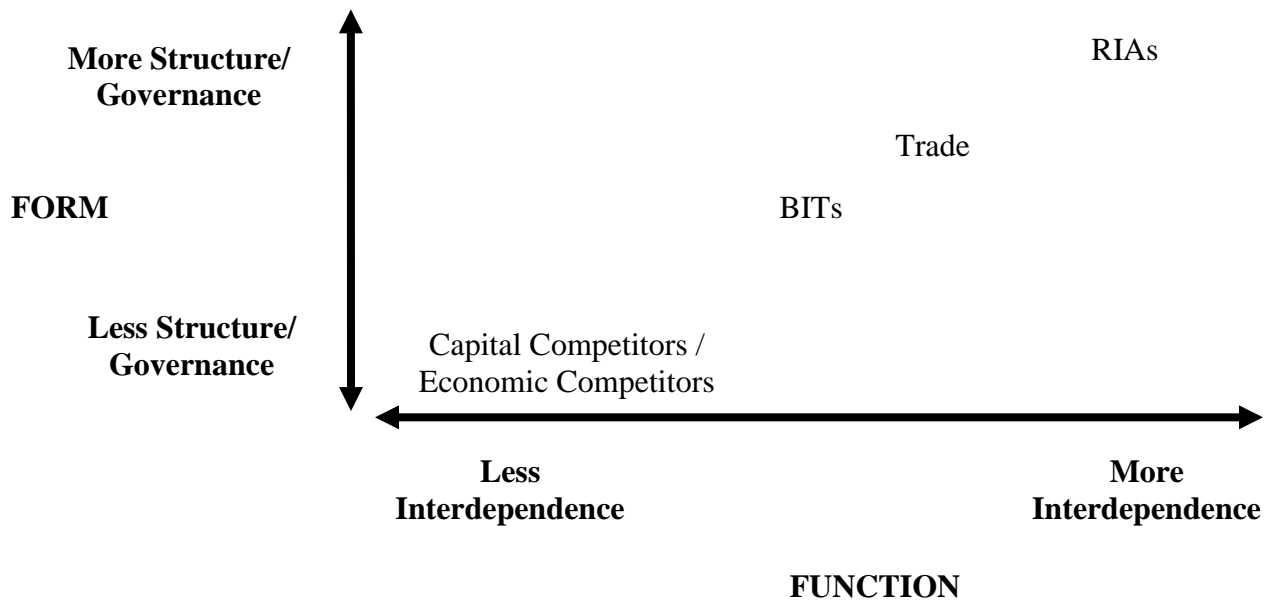 More Structure/
Governance
RIAs
Trade
FORM
BITs
Less Structure/
Governance
Capital Competitors /
Economic Competitors
Less
Interdependence
More
Interdependence
FUNCTION